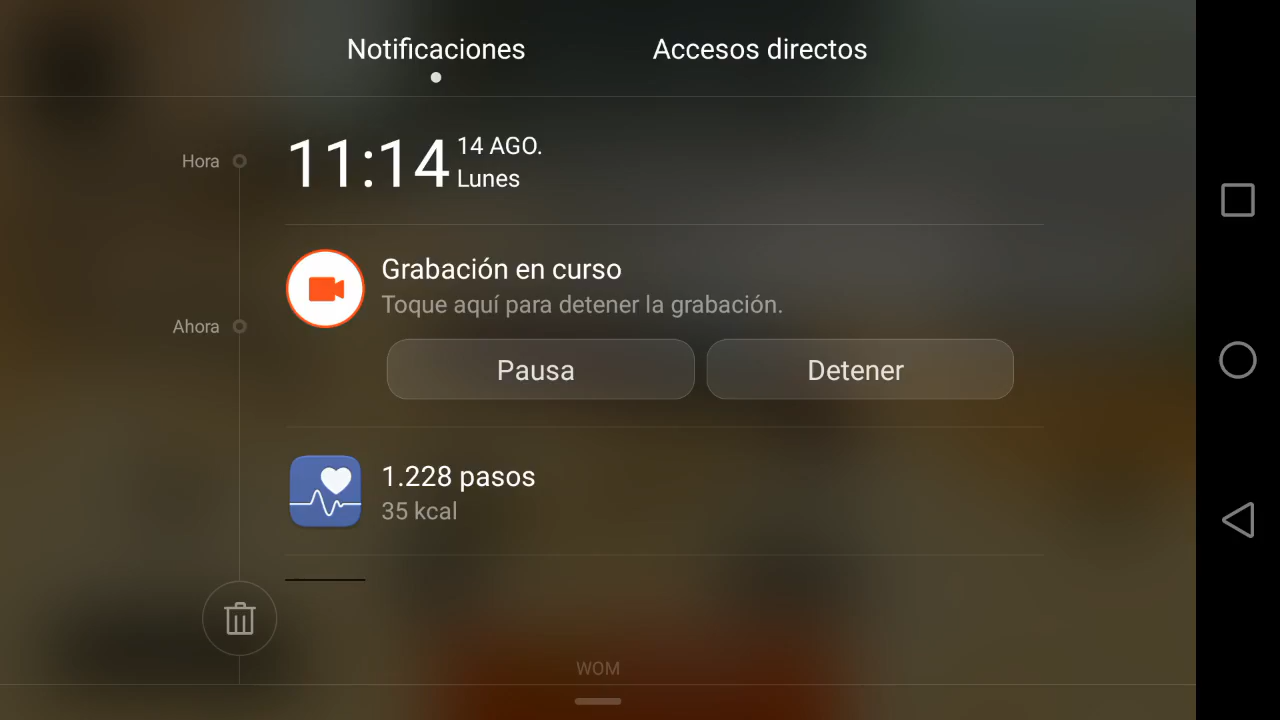 Notificaciones
Accesos directos
Hora
11:14
14 AGO.
Lunes
Grabación en curso
Toque aquí para detener la grabación.
Ahora
Pausa
Detener
1.228 pasos
35 kcal
WOM